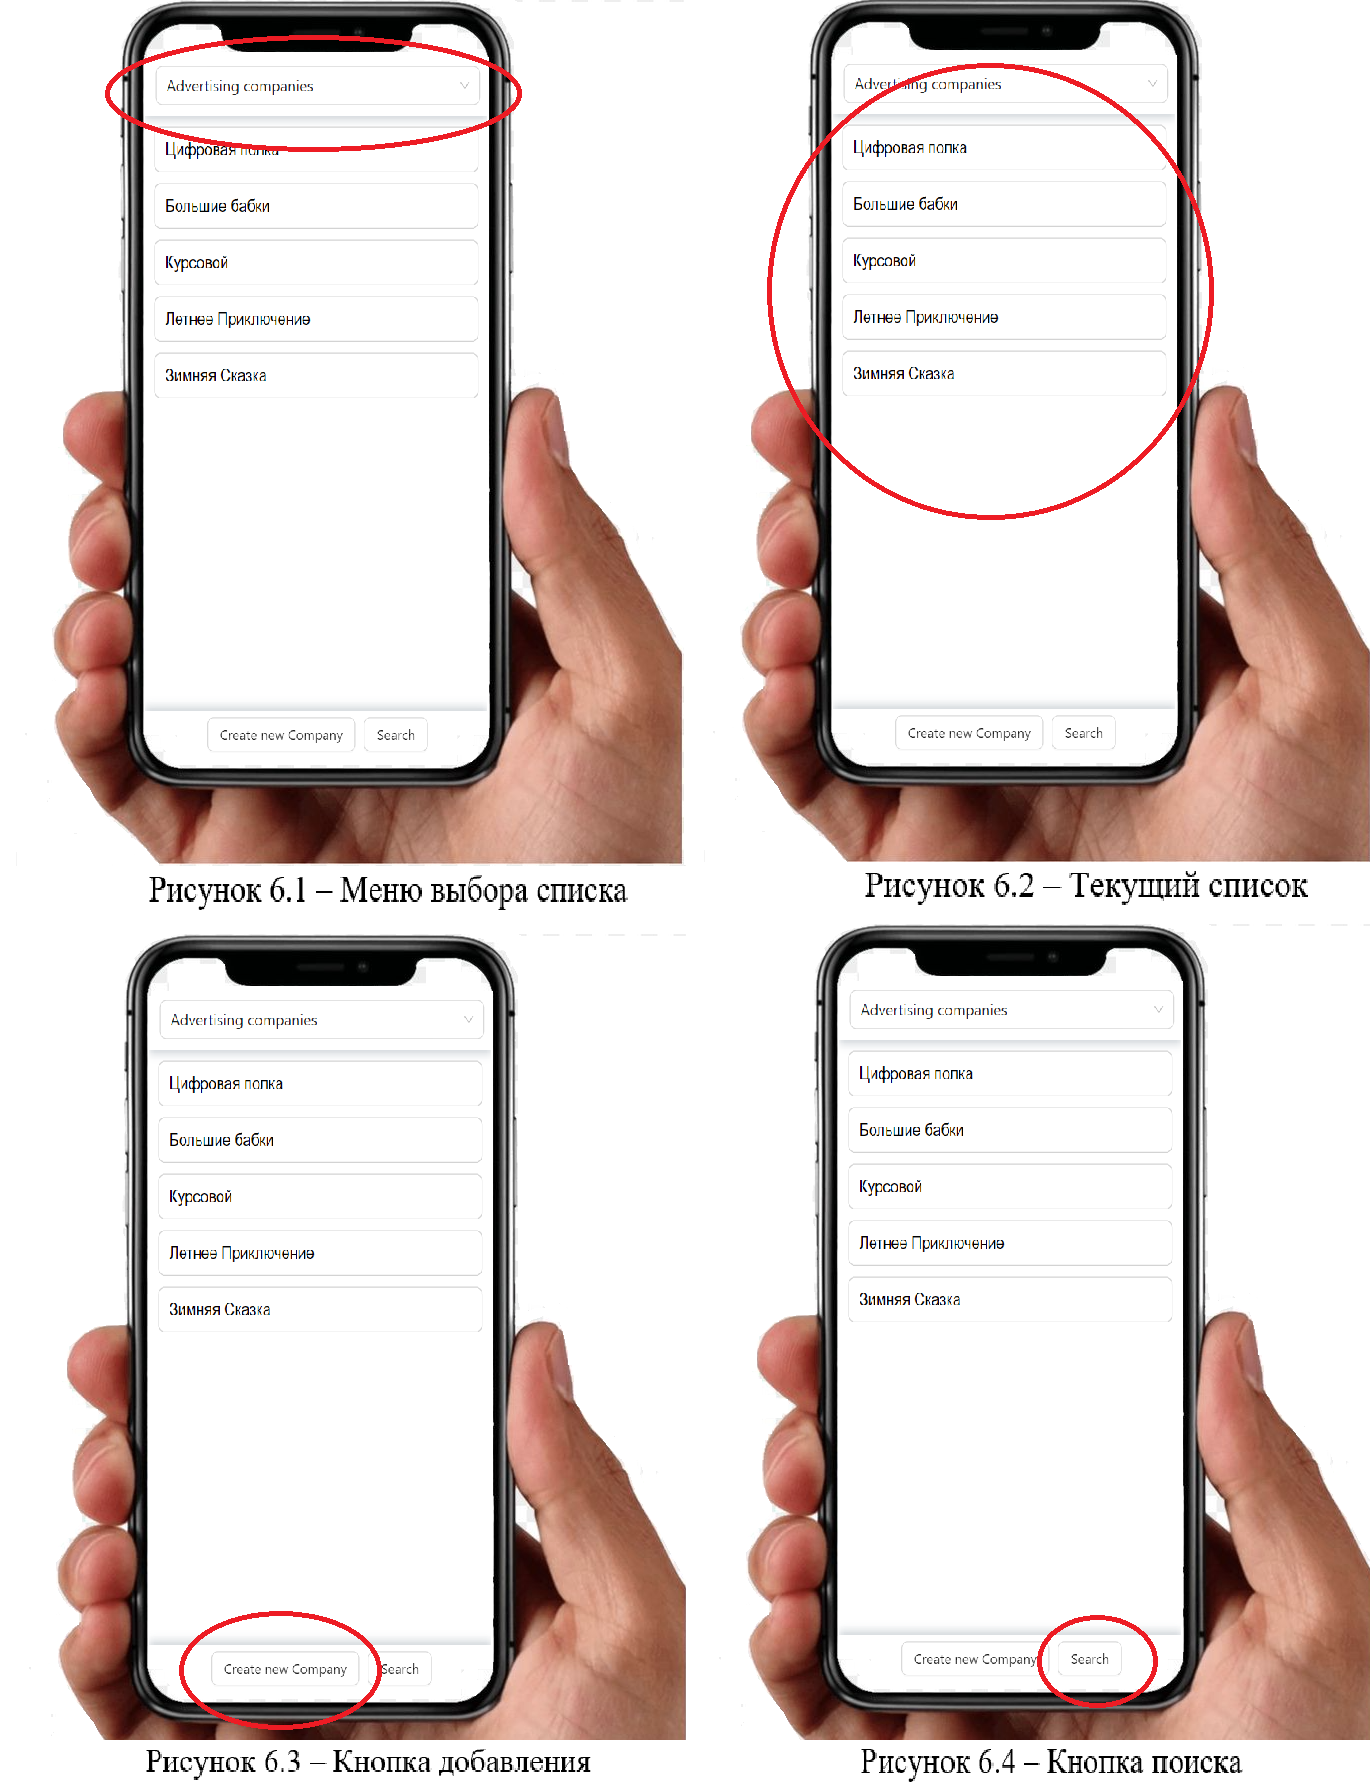 Advertising companies
Цифровая полка
Большие бабки
Курсовой
Летнее Приключение
Зимняя Сказка
Create new Company
Search
Рисунок 6.1 – Меню выбора списка
Advertising companies
Цифровая полка
Большие бабки
Курсовой
Летнее Приключение
Зимняя Сказка
Create new Company
Search
Рисунок 6.2 – Текущий список
Advertising companies
Цифровая полка
Большие бабки
Курсовой
Летнее Приключение
Зимняя Сказка
Create new Company
Search
Рисунок 6.3 – Кнопка добавления
Advertising companies
Цифровая полка
Большие бабки
Курсовой
Летнее Приключение
Зимняя Сказка
Create new Company
Search
Рисунок 6.4 – Кнопка поиска